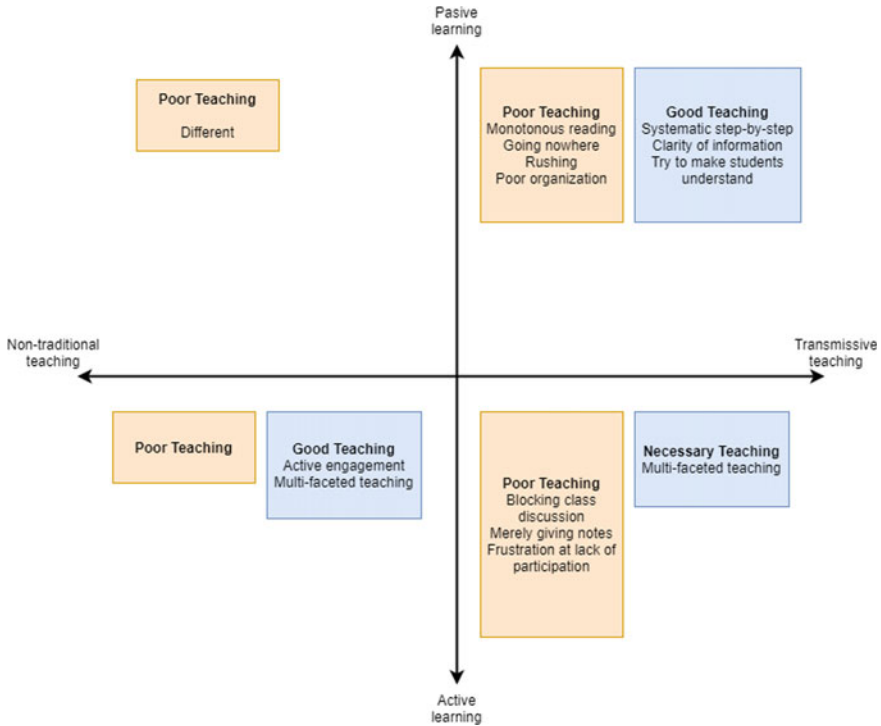 Pasive
learning
Poor Teaching
Different
Poor Teaching
Monotonous reading
Going nowhere
Rushing
Poor organization
Good Teaching
Systematic step-by-step
Clarity of information
Try to make students
understand
Non-traditional
teaching
Transmissive
teaching
Poor Teaching
Good Teaching
Active engagement
Multi-faceted teaching
Poor Teaching
Blocking class
discussion
Merely giving notes
Frustration at lack of
participation
Necessary Teaching
Multi-faceted teaching
Active
learning